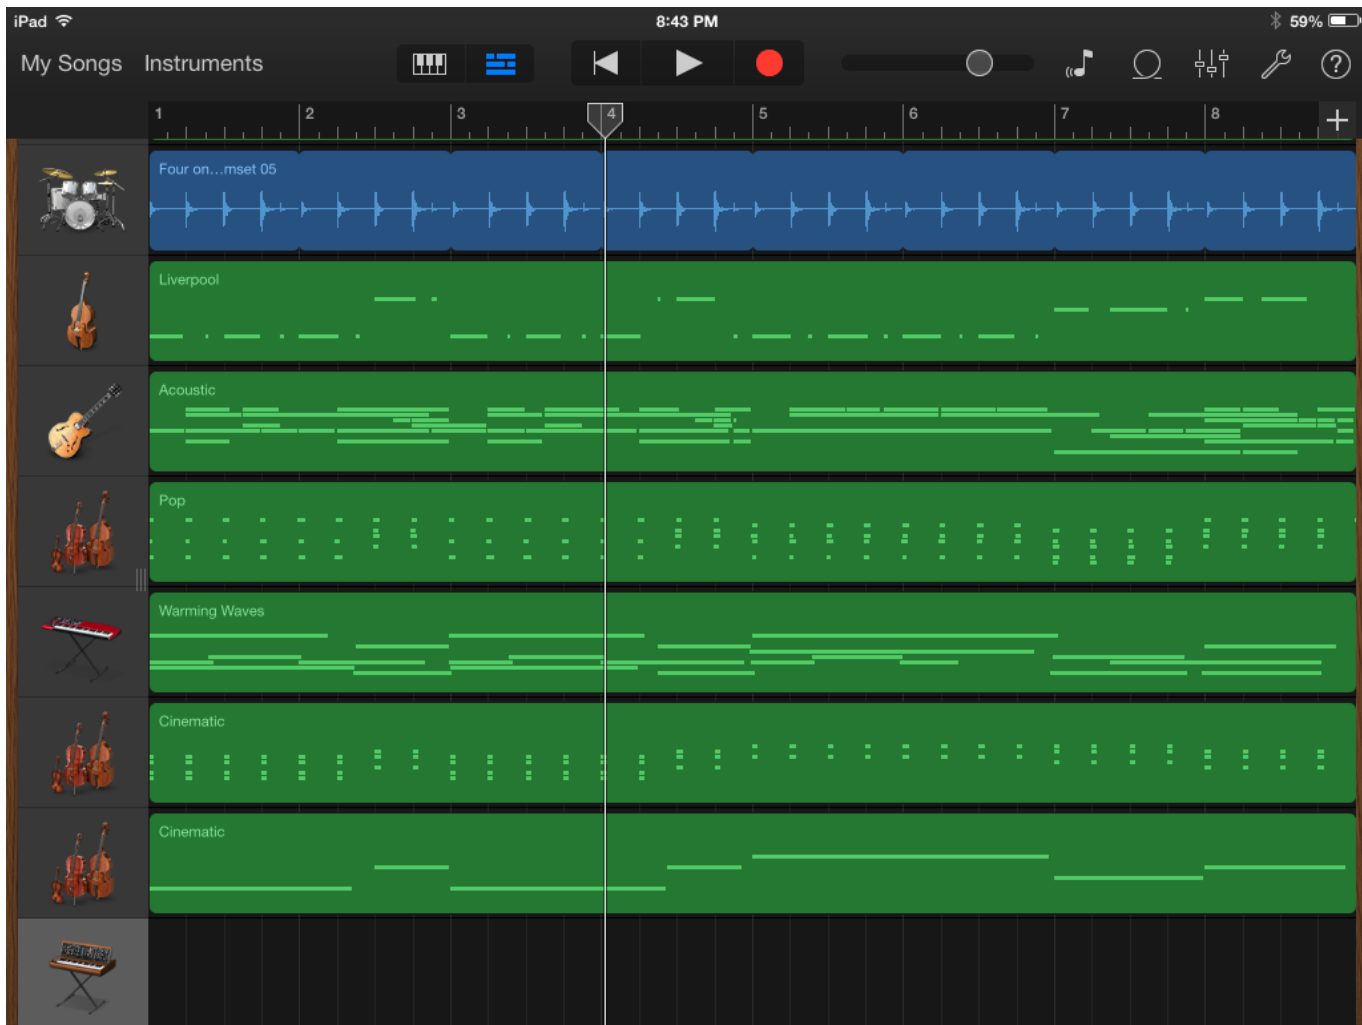 iPad 8:43 PM 59%
My Songs Instruments ?
1 2 3 4 5 6 7 8 +
Four on...mset 05
Liverpool
Acoustic
Pop
Warming Waves
Cinematic
Cinematic